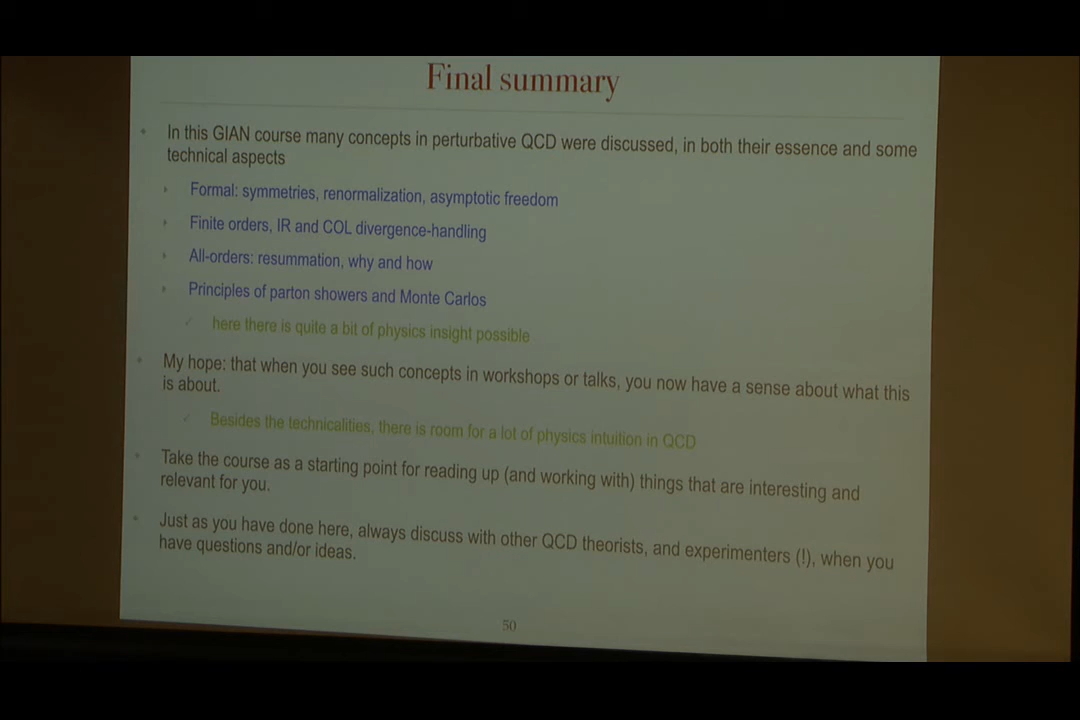 Final summary
In this GIAN course many concepts in perturbative QCD were discussed, in both their essence and some
technical aspects
Formal: symmetries, renormalization, asymptotic freedom
Finite orders, IR and COL divergence-handling
All-orders: resummation, why and how
Principles of parton showers and Monte Carlos
here there is quite a bit of physics insight possible
My hope: that when you see such concepts in workshops or talks, you now have a sense about what this
is about.
Besides the technicalities, there is room for a lot of physics intuition in QCD
Take the course as a starting point for reading up (and working with) things that are interesting and
relevant for you.
Just as you have done here, always discuss with other QCD theorists, and experimenters (!), when you
have questions and/or ideas.
50